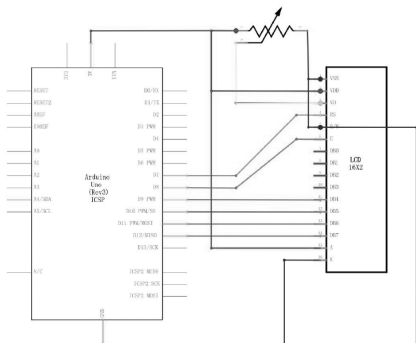 3V3
5V
VIN
RESET
RESET2
AREF
IOREF
A0
A1
A2
A3
A4/SDA
A5/SCL
N/C
D0/RX
D1/TX
D2
D3 PWM
D4
D5 PWM
D6 PWM
D7
D8
D9 PWM
D10 PWM/SS
D11 PWM/MOSI
D12/MISO
D13/SCK
ICSP2 MISO
ICSP2 SCK
ICSP2 MOSI
GND
Arduino
Uno
(Rev3)
ICSP
VSS
VDD
VO
RS
R/W
E
DB0
DB1
DB2
DB3
DB4
DB5
DB6
DB7
A
K
LCD
16X2